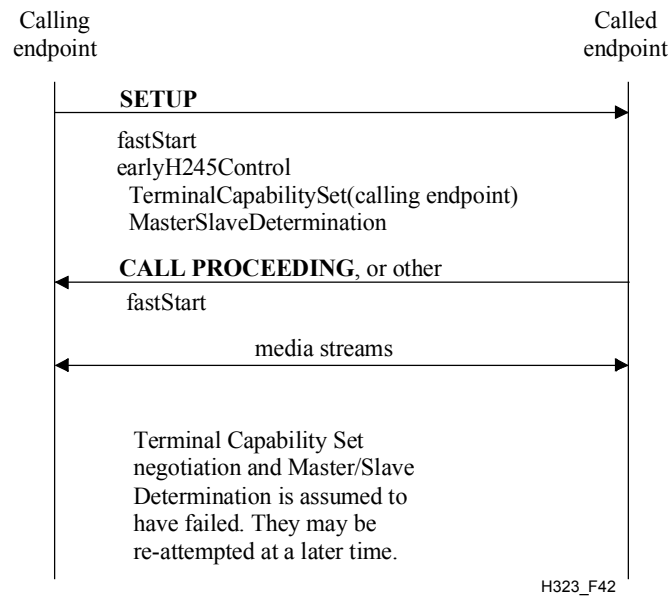 Calling
endpoint
Called
endpoint
SETUP
fastStart
earlyH245Control
TerminalCapabilitySet(calling endpoint)
MasterSlaveDetermination
CALL PROCEEDING, or other
fastStart
media streams
Terminal Capability Set
negotiation and Master/Slave
Determination is assumed to
have failed. They may be
re-attempted at a later time.
H323_F42